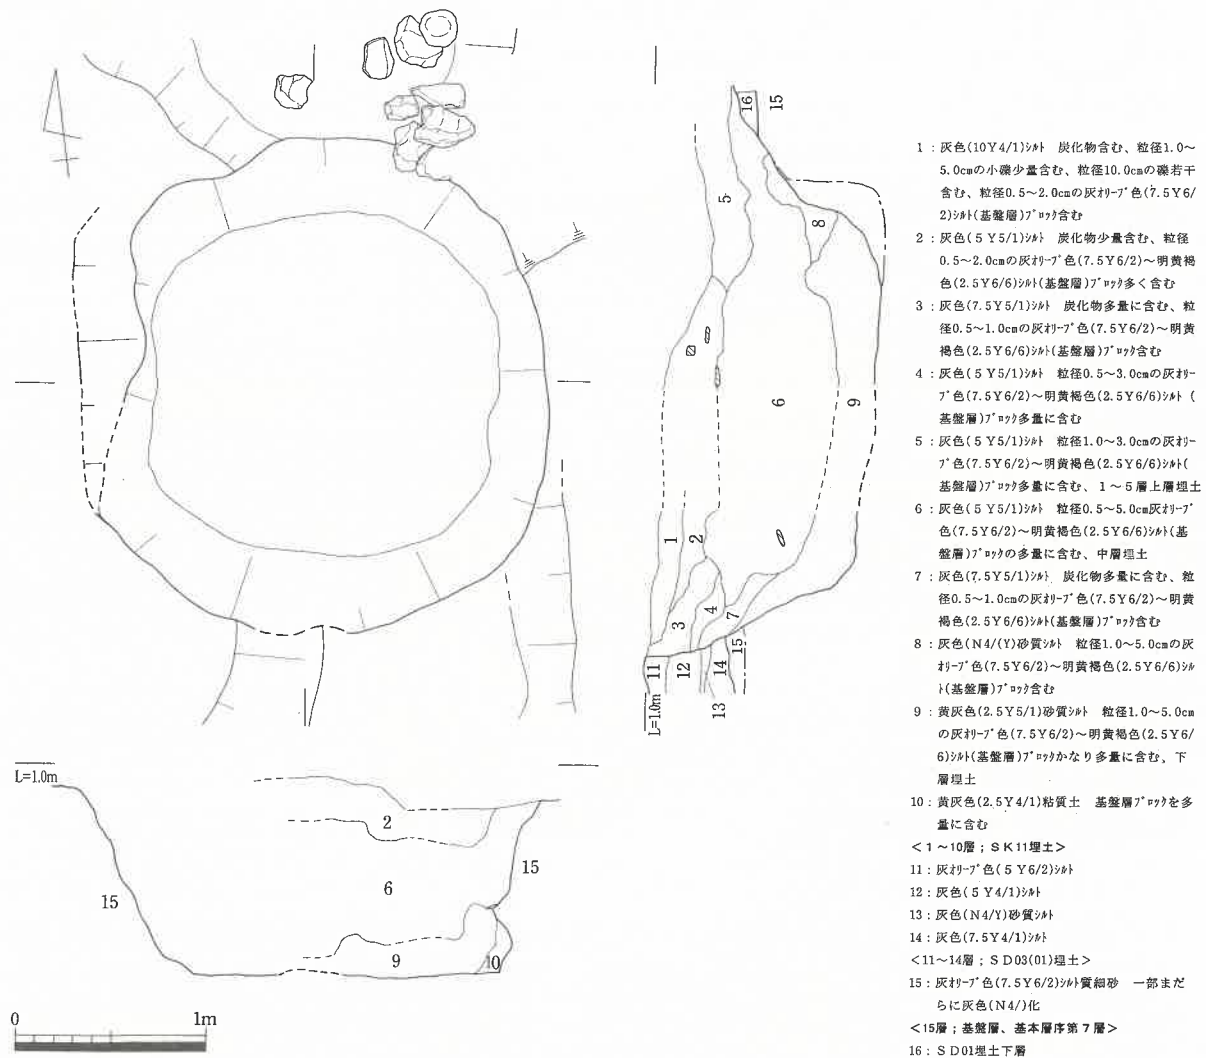 16
15
5
8
6
9
1
2
3
4
7
15
11
12
14
13
L=1.0m
L=1.0m
2
15
6
15
9
10
0
1m
1：灰色(10Y4/1)ｼﾙﾄ　炭化物含む、粒径1.0～
5.0cmの小礫少量含む、粒径10.0cmの礫若干
含む、粒径0.5～2.0cmの灰ｵﾘｰﾌﾞ色(7.5Y6/
2)ｼﾙﾄ(基盤層)ﾌﾞﾛｯｸ含む
2：灰色(5Y5/1)ｼﾙﾄ　炭化物少量含む、粒径
0.5～2.0cmの灰ｵﾘｰﾌﾞ色(7.5Y6/2)～明黄褐
色(2.5Y6/6)ｼﾙﾄ(基盤層)ﾌﾞﾛｯｸ多く含む
3：灰色(7.5Y5/1)ｼﾙﾄ　炭化物多量に含む、粒
径0.5～1.0cmの灰ｵﾘｰﾌﾞ色(7.5Y6/2)～明黄
褐色(2.5Y6/6)ｼﾙﾄ(基盤層)ﾌﾞﾛｯｸ含む
4：灰色(5Y5/1)ｼﾙﾄ　粒径0.5～3.0cmの灰ｵﾘｰ
ﾌﾞ色(7.5Y6/2)～明黄褐色(2.5Y6/6)ｼﾙﾄ(
基盤層)ﾌﾞﾛｯｸ多量に含む
5：灰色(5Y5/1)ｼﾙﾄ　粒径1.0～3.0cmの灰ｵﾘｰ
ﾌﾞ色(7.5Y6/2)～明黄褐色(2.5Y6/6)ｼﾙﾄ(
基盤層)ﾌﾞﾛｯｸ多量に含む、1～5層上層埋土
6：灰色(5Y5/1)ｼﾙﾄ　粒径0.5～5.0cm灰ｵﾘｰﾌﾞ
色(7.5Y6/2)～明黄褐色(2.5Y6/6)ｼﾙﾄ(基
盤層)ﾌﾞﾛｯｸの多量に含む、中層埋土
7：灰色(7.5Y5/1)ｼﾙﾄ　炭化物多量に含む、粒
径0.5～1.0cmの灰ｵﾘｰﾌﾞ色(7.5Y6/2)～明黄
褐色(2.5Y6/6)ｼﾙﾄ(基盤層)ﾌﾞﾛｯｸ含む
8：灰色(N4/(Y)砂質ｼﾙﾄ　粒径1.0～5.0cmの灰
ｵﾘｰﾌﾞ色(7.5Y6/2)～明黄褐色(2.5Y6/6)ｼﾙ
ﾄ(基盤層)ﾌﾞﾛｯｸ含む
9：黄灰色(2.5Y5/1)砂質ｼﾙﾄ　粒径1.0～5.0cm
の灰ｵﾘｰﾌﾞ色(7.5Y6/2)～明黄褐色(2.5Y6/
6)ｼﾙﾄ(基盤層)ﾌﾞﾛｯｸかなり多量に含む、下
層埋土
10：黄灰色(2.5Y4/1)粘質土　基盤層ﾌﾞﾛｯｸを多
量に含む
＜1～10層；SK11埋土＞
11：灰ｵﾘｰﾌﾞ色(5Y6/2)ｼﾙﾄ
12：灰色(5Y4/1)ｼﾙﾄ
13：灰色(N4/Y)砂質ｼﾙﾄ
14：灰色(7.5Y4/1)ｼﾙﾄ
＜11～14層；SD03(01)埋土＞
15：灰ｵﾘｰﾌﾞ色(7.5Y6/2)ｼﾙﾄ質細砂　一部まだ
らに灰色(N4/)化
＜15層；基盤層、基本層序第7層＞
16：SD01埋土下層